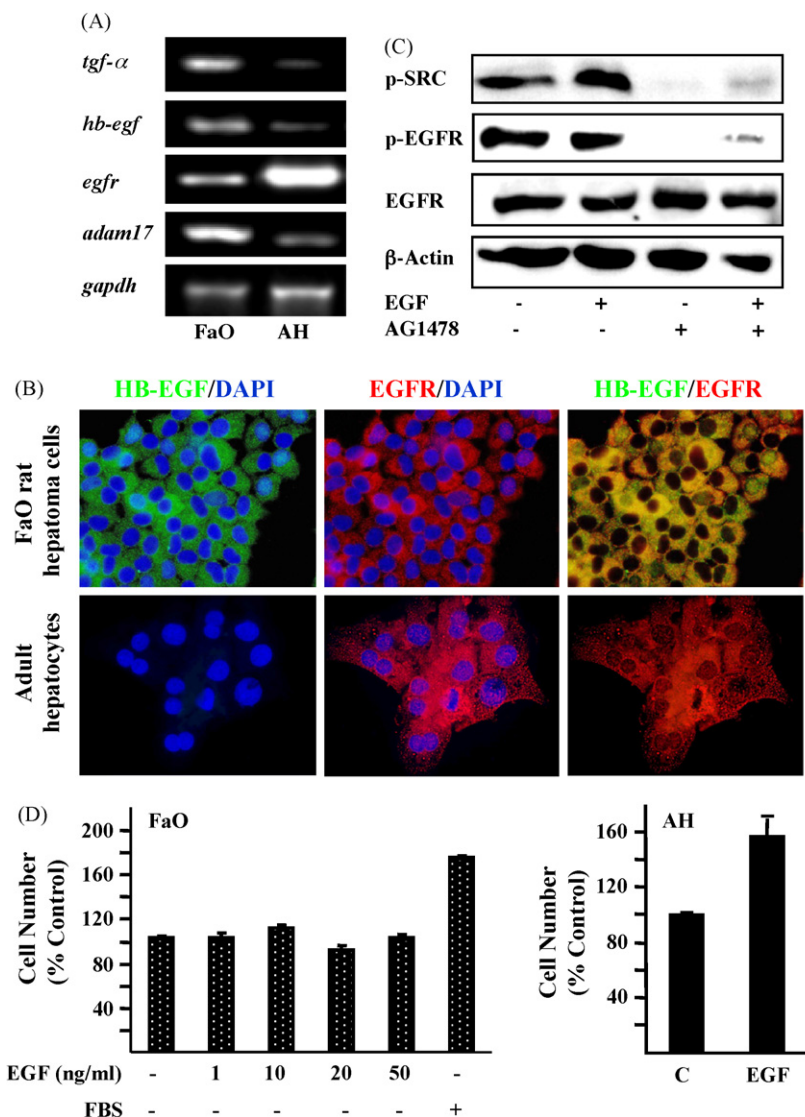 (A)
tgf-α
hb-egf
egfr
adam17
gapdh
FaO AH
(C)
p-SRC
p-EGFR
EGFR
β-Actin
EGF - + - +
AG1478 - - + +
(B)
HB-EGF/DAPI EGFR/DAPI HB-EGF/EGFR
FaO rat
hepatoma cells
Adult
hepatocytes
(D)
FaO
Cell Number
(% Control)
200
160
120
80
40
EGF (ng/ml) - 1 10 20 50 -
FBS - - - - - +
AH
Cell Number
(% Control)
160
120
80
40
C EGF